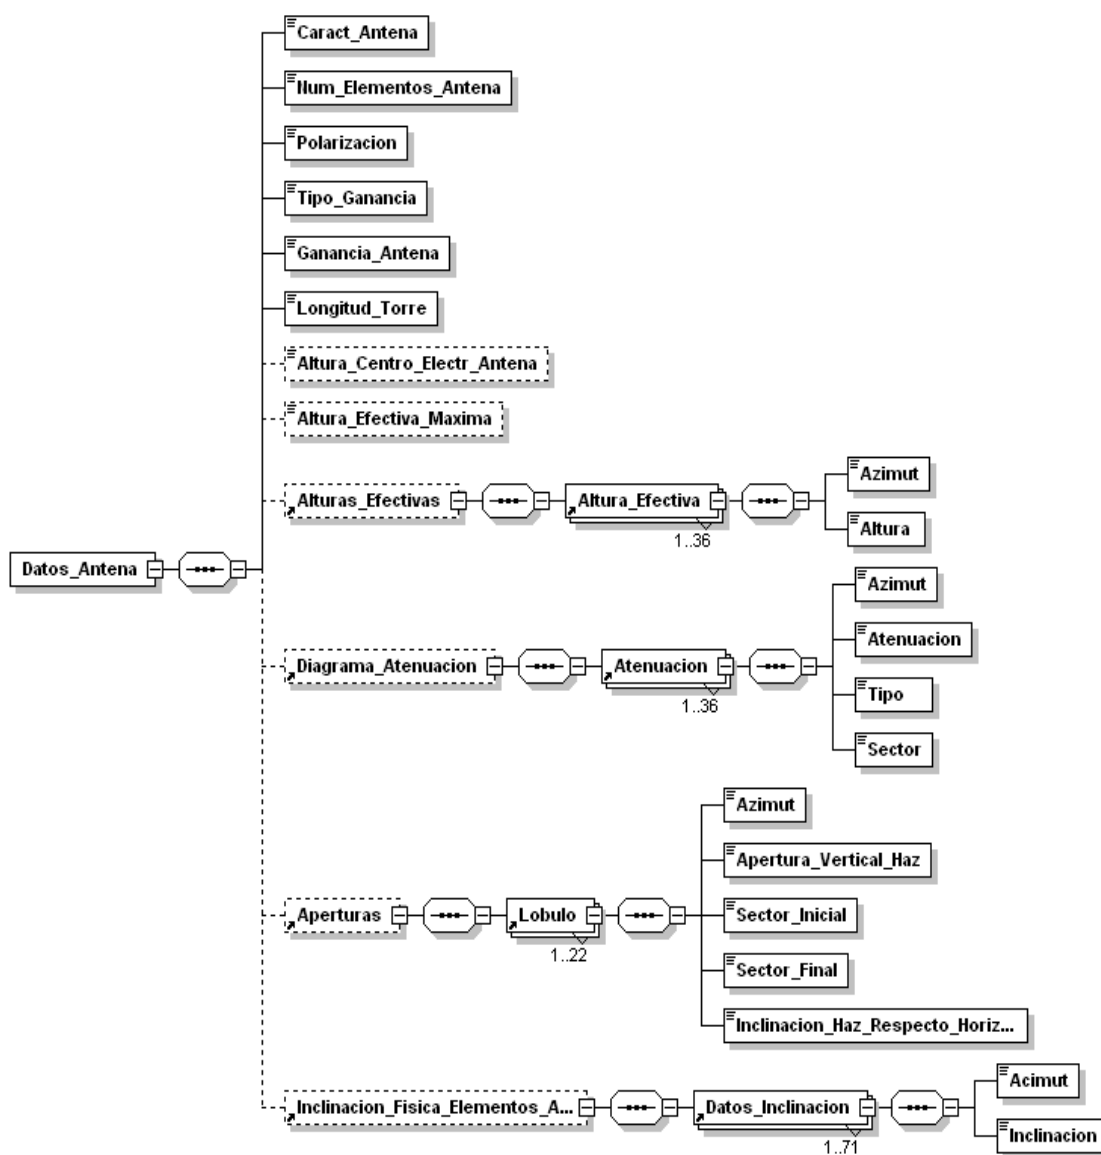 Caract_Antena
Num_Elementos_Antena
Polarizacion
Tipo_Ganancia
Ganancia_Antena
Longitud_Torre
Altura_Centro_Electr_Antena
Altura_Efectiva_Maxima
Alturas_Efectivas
Altura_Efectiva
1..36
Azimut
Altura
Datos_Antena
Diagrama_Atenuacion
Atenuacion
1..36
Azimut
Atenuacion
Tipo
Sector
Aperturas
Lobulo
1..22
Azimut
Apertura_Vertical_Haz
Sector_Inicial
Sector_Final
Inclinacion_Haz_Respecto_Horiz...
Inclinacion_Fisica_Elementos_A...
Datos_Inclinacion
1..71
Acimut
Inclinacion